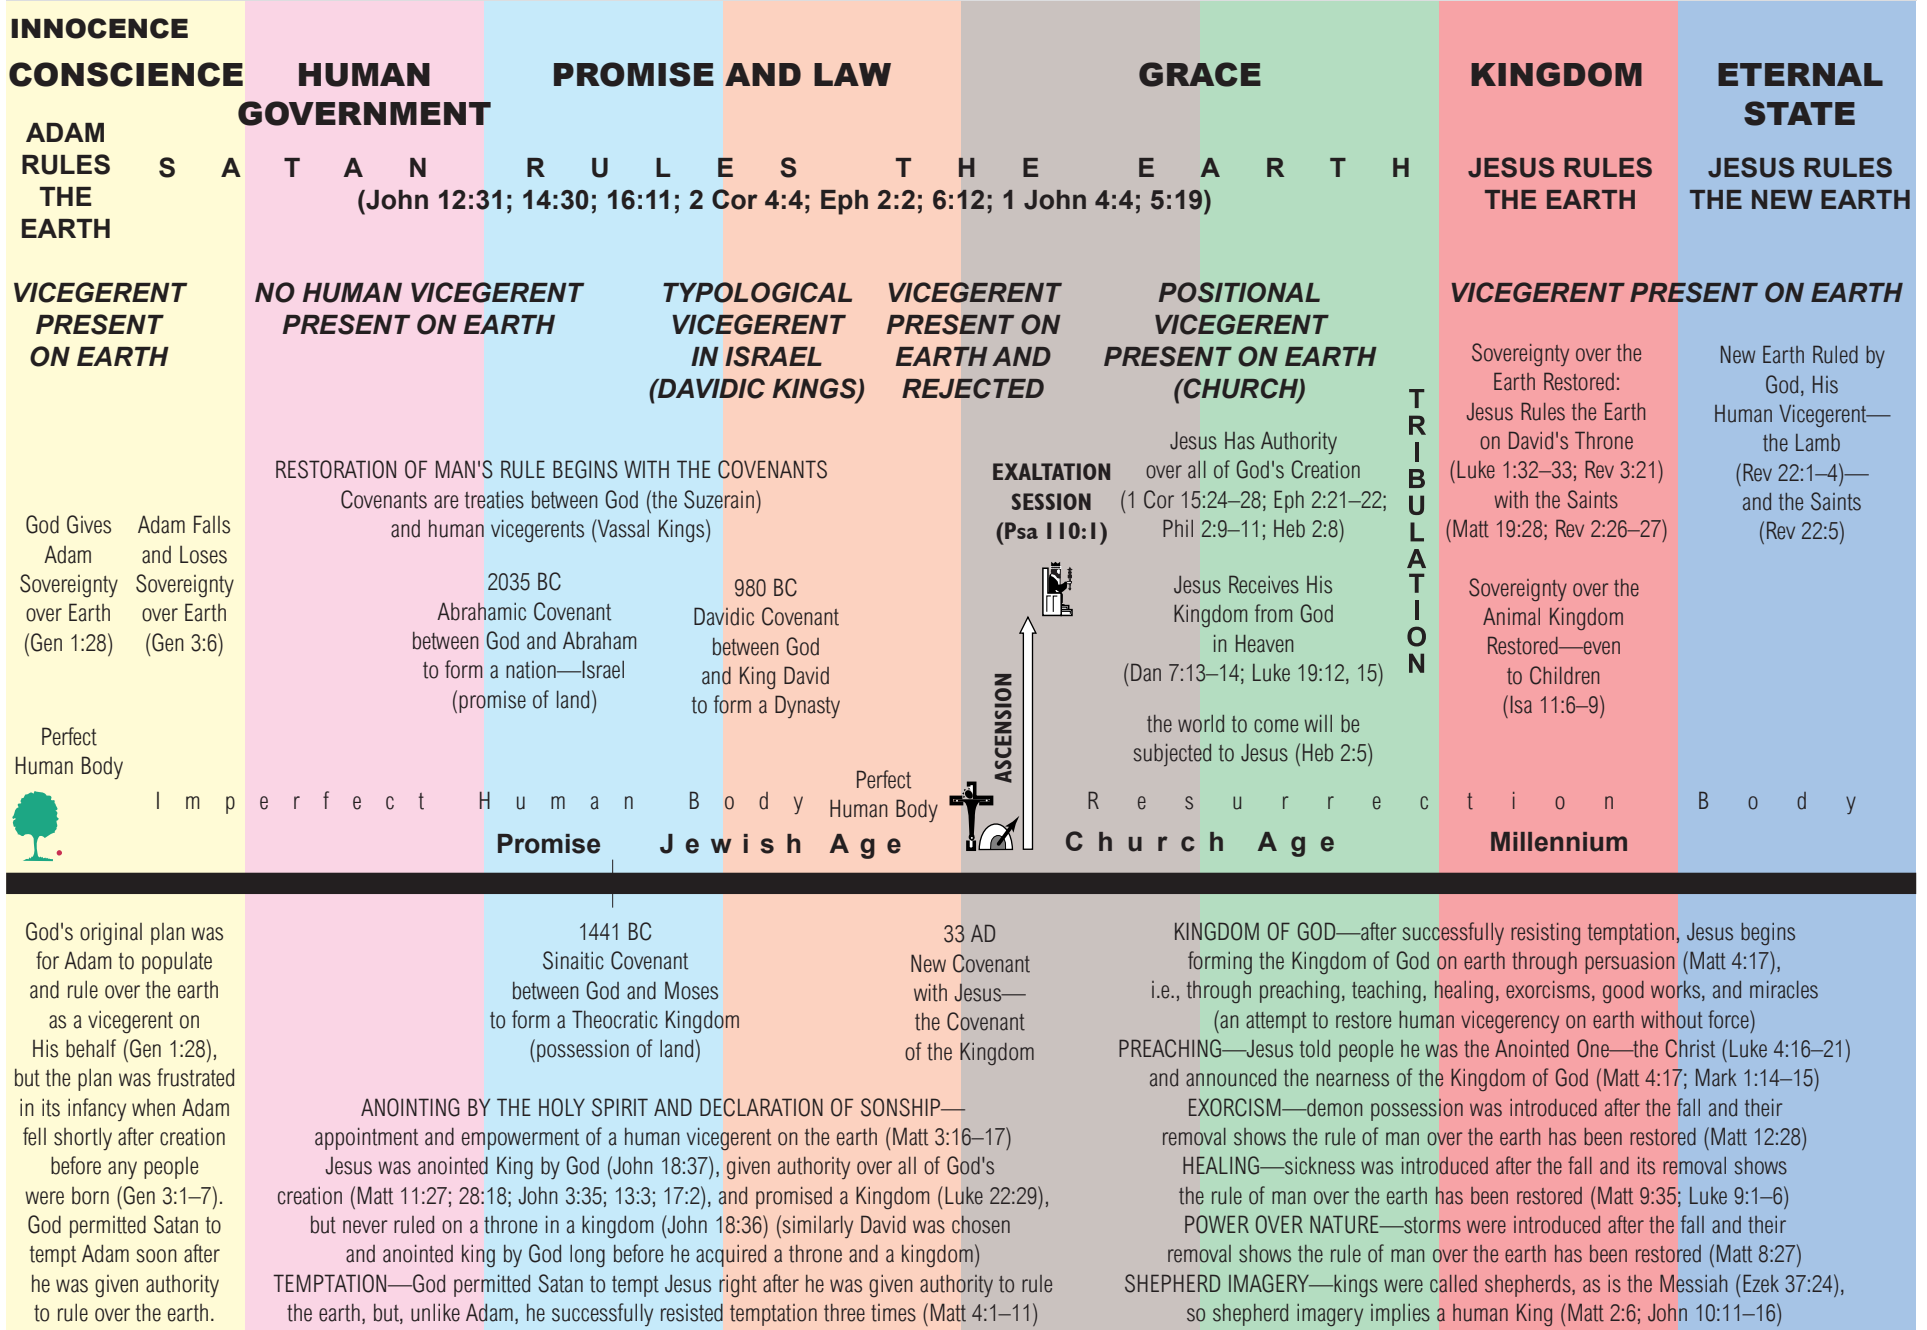 INNOCENCE
CONSCIENCE
HUMAN
GOVERNMENT
PROMISE AND LAW
GRACE
KINGDOM
ETERNAL
STATE
ADAM
RULES
THE
EARTH
SATAN RULES THE EARTH
(John 12:31; 14:30; 16:11; 2 Cor 4:4; Eph 2:2; 6:12; 1 John 4:4; 5:19)
JESUS RULES
THE EARTH
JESUS RULES
THE NEW EARTH
VICEGERENT
PRESENT
ON EARTH
NO HUMAN VICEGERENT
PRESENT ON EARTH
TYPOLOGICAL
VICEGERENT
IN ISRAEL
(DAVIDIC KINGS)
VICEGERENT
PRESENT ON
EARTH AND
REJECTED
POSITIONAL
VICEGERENT
PRESENT ON EARTH
(CHURCH)
VICEGERENT PRESENT ON EARTH
God Gives
Adam
Sovereignty
over Earth
(Gen 1:28)
Adam Falls
and Loses
Sovereignty
over Earth
(Gen 3:6)
RESTORATION OF MAN'S RULE BEGINS WITH THE COVENANTS
Covenants are treaties between God (the Suzerain)
and human vicegerents (Vassal Kings)
2035 BC
Abrahamic Covenant
between God and Abraham
to form a nation—Israel
(promise of land)
980 BC
Davidic Covenant
between God
and King David
to form a Dynasty
EXALTATION
SESSION
(Psa 110:1)
ASCENSION
Jesus Has Authority
over all of God's Creation
(1 Cor 15:24–28; Eph 2:21–22;
Phil 2:9–11; Heb 2:8)
Jesus Receives His
Kingdom from God
in Heaven
(Dan 7:13–14; Luke 19:12, 15)
the world to come will be
subjected to Jesus (Heb 2:5)
TRIBULATION
Sovereignty over the
Earth Restored:
Jesus Rules the Earth
on David's Throne
(Luke 1:32–33; Rev 3:21)
with the Saints
(Matt 19:28; Rev 2:26–27)
Sovereignty over the
Animal Kingdom
Restored—even
to Children
(Isa 11:6–9)
New Earth Ruled by
God, His
Human Vicegerent—
the Lamb
(Rev 22:1–4)—
and the Saints
(Rev 22:5)
Perfect
Human Body
Imperfect Human Body
Perfect
Human Body
Resurrection Body
Promise
Jewish Age
Church Age
Millennium
God's original plan was
for Adam to populate
and rule over the earth
as a vicegerent on
His behalf (Gen 1:28),
but the plan was frustrated
in its infancy when Adam
fell shortly after creation
before any people
were born (Gen 3:1–7).
God permitted Satan to
tempt Adam soon after
he was given authority
to rule over the earth.
1441 BC
Sinaitic Covenant
between God and Moses
to form a Theocratic Kingdom
(possession of land)
33 AD
New Covenant
with Jesus—
the Covenant
of the Kingdom
ANOINTING BY THE HOLY SPIRIT AND DECLARATION OF SONSHIP—
appointment and empowerment of a human vicegerent on the earth (Matt 3:16–17)
Jesus was anointed King by God (John 18:37), given authority over all of God's
creation (Matt 11:27; 28:18; John 3:35; 13:3; 17:2), and promised a Kingdom (Luke 22:29),
but never ruled on a throne in a kingdom (John 18:36) (similarly David was chosen
and anointed king by God long before he acquired a throne and a kingdom)
TEMPTATION—God permitted Satan to tempt Jesus right after he was given authority to rule
the earth, but, unlike Adam, he successfully resisted temptation three times (Matt 4:1–11)
KINGDOM OF GOD—after successfully resisting temptation, Jesus begins
forming the Kingdom of God on earth through persuasion (Matt 4:17),
i.e., through preaching, teaching, healing, exorcisms, good works, and miracles
(an attempt to restore human vicegerency on earth without force)
PREACHING—Jesus told people he was the Anointed One—the Christ (Luke 4:16–21)
and announced the nearness of the Kingdom of God (Matt 4:17; Mark 1:14–15)
EXORCISM—demon possession was introduced after the fall and their
removal shows the rule of man over the earth has been restored (Matt 12:28)
HEALING—sickness was introduced after the fall and its removal shows
the rule of man over the earth has been restored (Matt 9:35; Luke 9:1–6)
POWER OVER NATURE—storms were introduced after the fall and their
removal shows the rule of man over the earth has been restored (Matt 8:27)
SHEPHERD IMAGERY—kings were called shepherds, as is the Messiah (Ezek 37:24),
so shepherd imagery implies a human King (Matt 2:6; John 10:11–16)